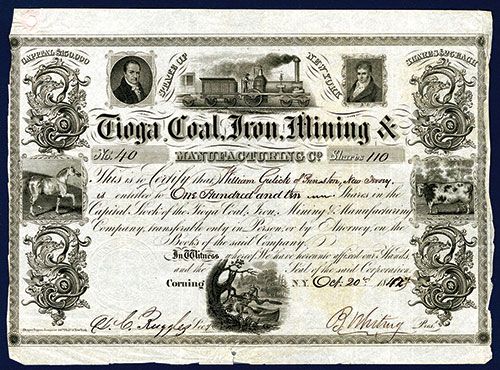 CAPITAL $150,000
STATE OF
NEW YORK
SHARES $25 EACH
Tioga Coal, Iron, Mining &
No. 40
MANUFACTURING Co.
Shares 110
This is to Certify that William Gulick of Princeton, New Jersey
is entitled to One Hundred and ten Shares in the
Capital Stock of the Tioga Coal, Iron, Mining & Manufacturing
Company, transferable only in Person, or by Attorney, on the
Books of the said Company.
In Witness whereof We have hereunto affixed our Hands
and the Seal of the said Corporation
Corning N.Y. Oct. 20th 1842
S. C. Ruggles
B. Whiting Pres.